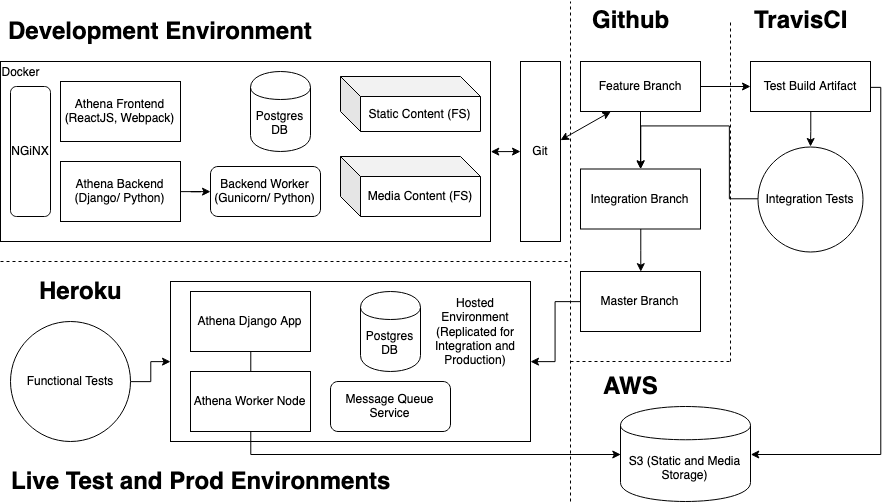 Development Environment
Github
TravisCI
Docker
NGiNX
Athena Frontend
(ReactJS, Webpack)
Postgres
DB
Static Content (FS)
Athena Backend
(Django/ Python)
Backend Worker
(Gunicorn/ Python)
Media Content (FS)
Git
Feature Branch
Test Build Artifact
Integration Branch
Integration Tests
Master Branch
Heroku
Functional Tests
Athena Django App
Athena Worker Node
Postgres
DB
Hosted
Environment
(Replicated for
Integration and
Production)
Message Queue
Service
AWS
S3 (Static and Media
Storage)
Live Test and Prod Environments